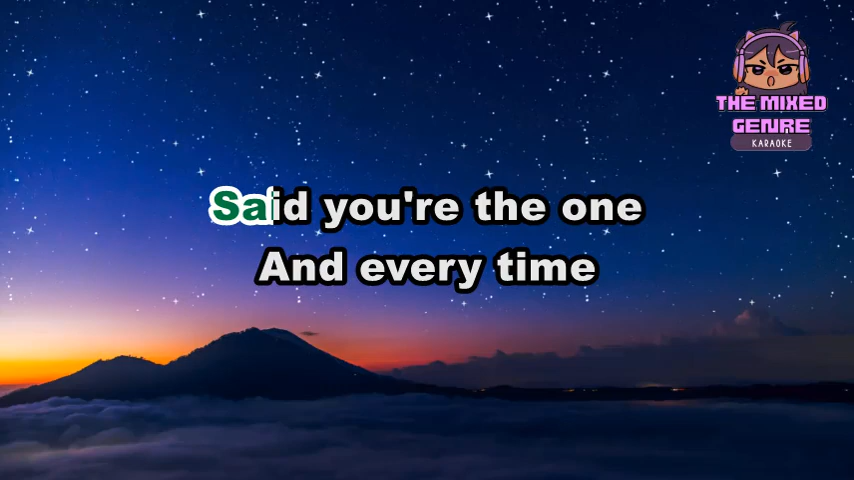 THE MIXED
GENRE
KARAOKE
Said you're the one
And every time